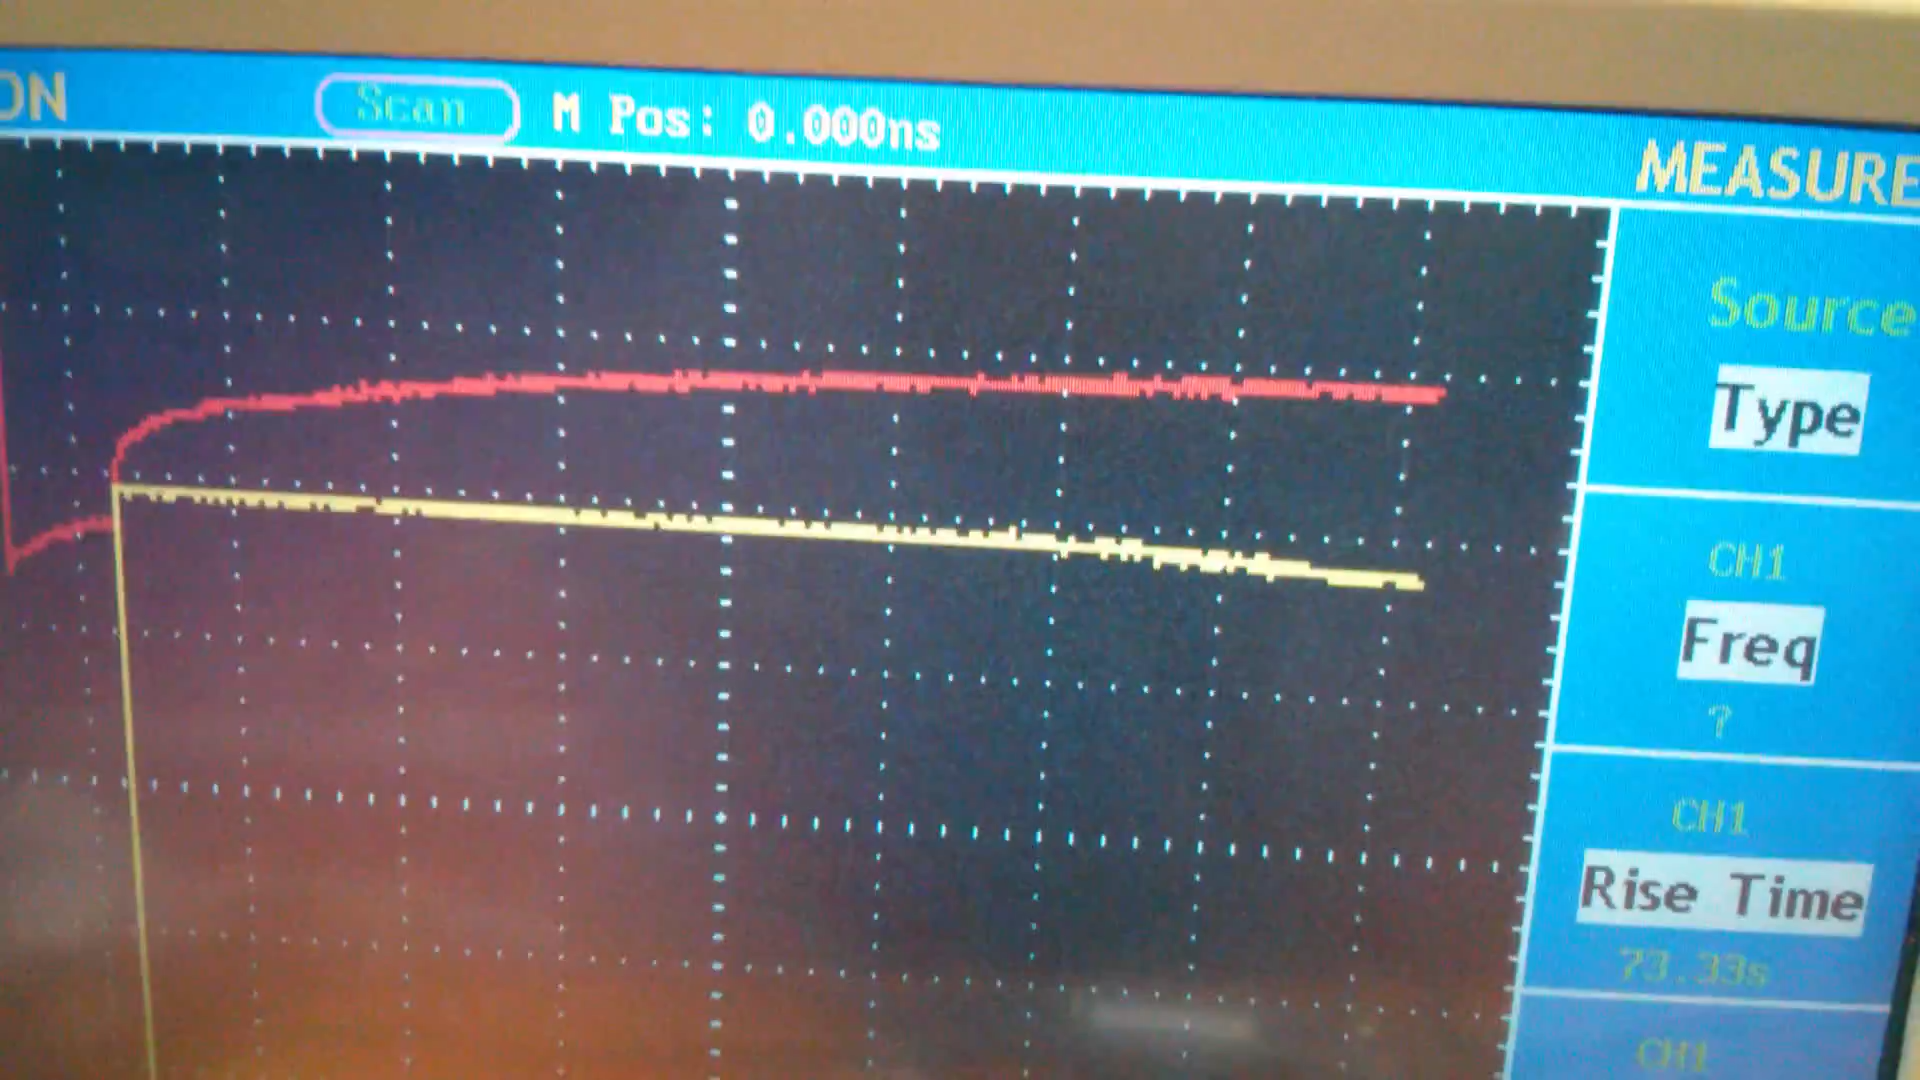 ON Scan M Pos: 0.000ns
MEASURE
Source
Type
CH1
Freq
?
CH1
Rise Time
73.33s
CH1